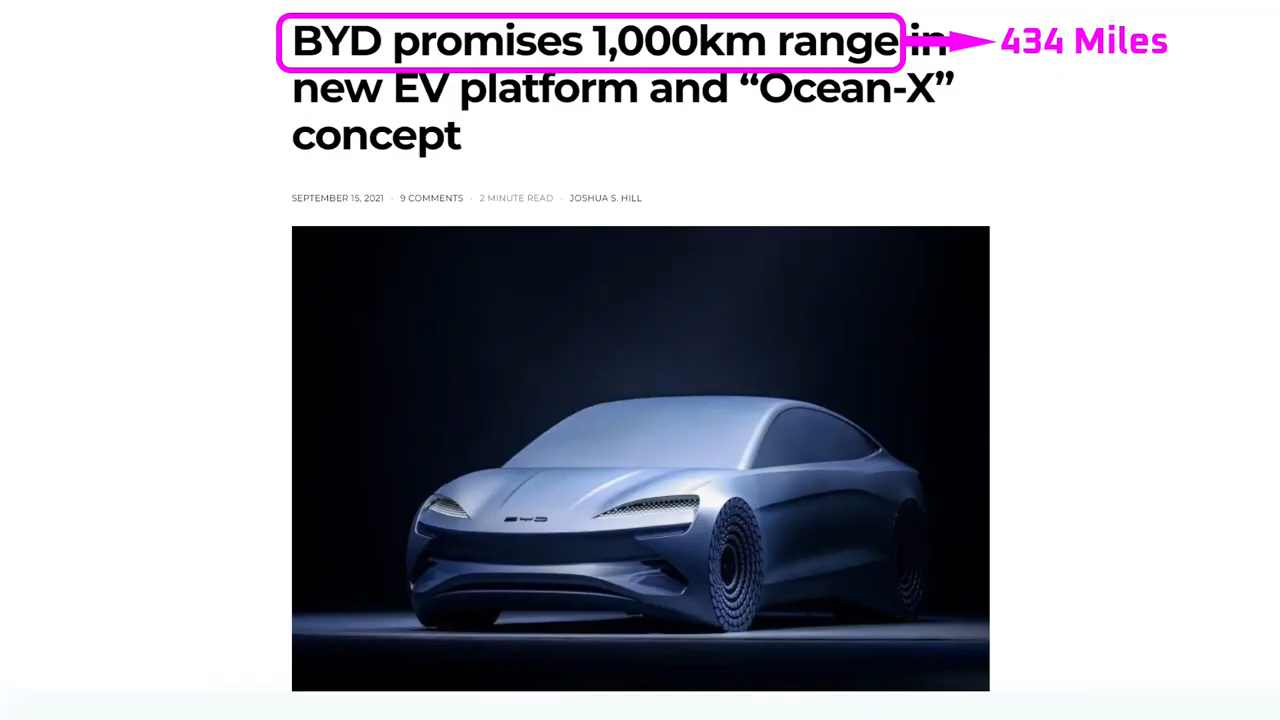 BYD promises 1,000km range in
434 Miles
new EV platform and “Ocean-X”
concept
SEPTEMBER 15, 2021 · 9 COMMENTS · 2 MINUTE READ · JOSHUA S. HILL